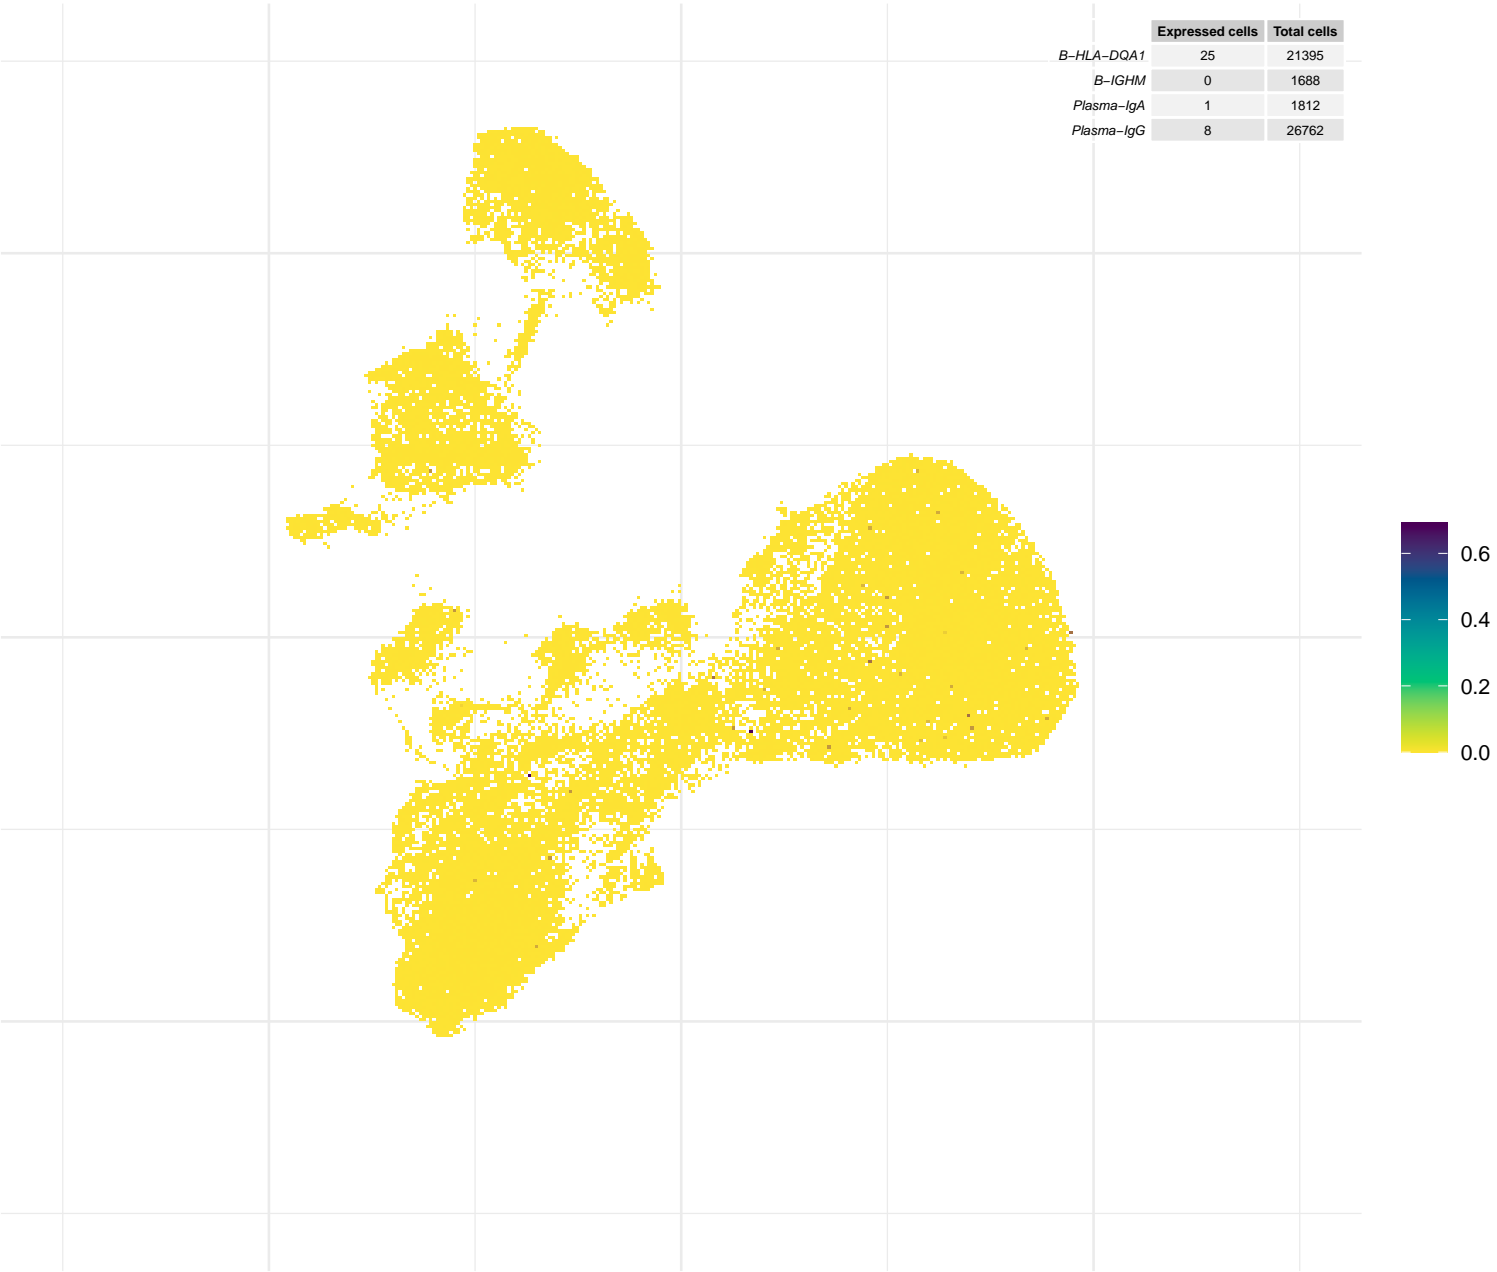 Expressed cells Total cells
B−HLA−DQA1 25 21395
B−IGHM 0 1688
Plasma−IgA 1 1812
Plasma−IgG 8 26762
0.6
0.4
0.2
0.0